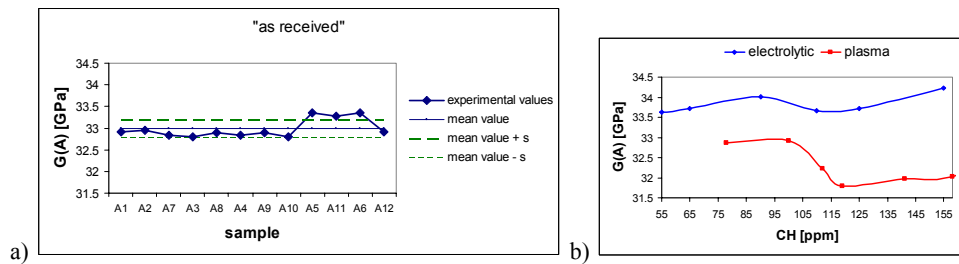 "as received"
34.5
34
33.5
33
32.5
32
31.5
G(A) [GPa]
A1 A2 A7 A3 A8 A4 A9 A10 A5 A11 A6 A12
sample
experimental values
mean value
mean value + s
mean value - s
a)
electrolytic plasma
34.5
34
33.5
33
32.5
32
31.5
G(A) [GPa]
55 65 75 85 95 105 115 125 135 145 155
CH [ppm]
b)